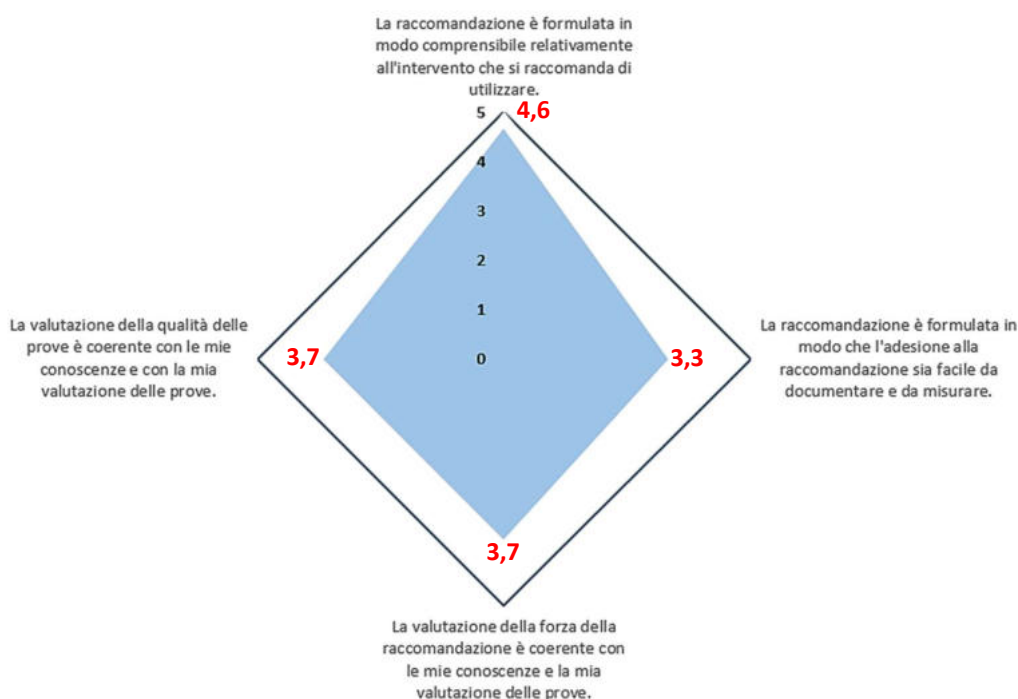 La raccomandazione è formulata in
modo comprensibile relativamente
all'intervento che si raccomanda di
utilizzare.
5 4,6
4
3
2
1
0
La valutazione della qualità delle
prove è coerente con le mie
conoscenze e con la mia
valutazione delle prove.
3,7
3,3
La raccomandazione è formulata in
modo che l'adesione alla
raccomandazione sia facile da
documentare e da misurare.
3,7
La valutazione della forza della
raccomandazione è coerente con
le mie conoscenze e la mia
valutazione delle prove.